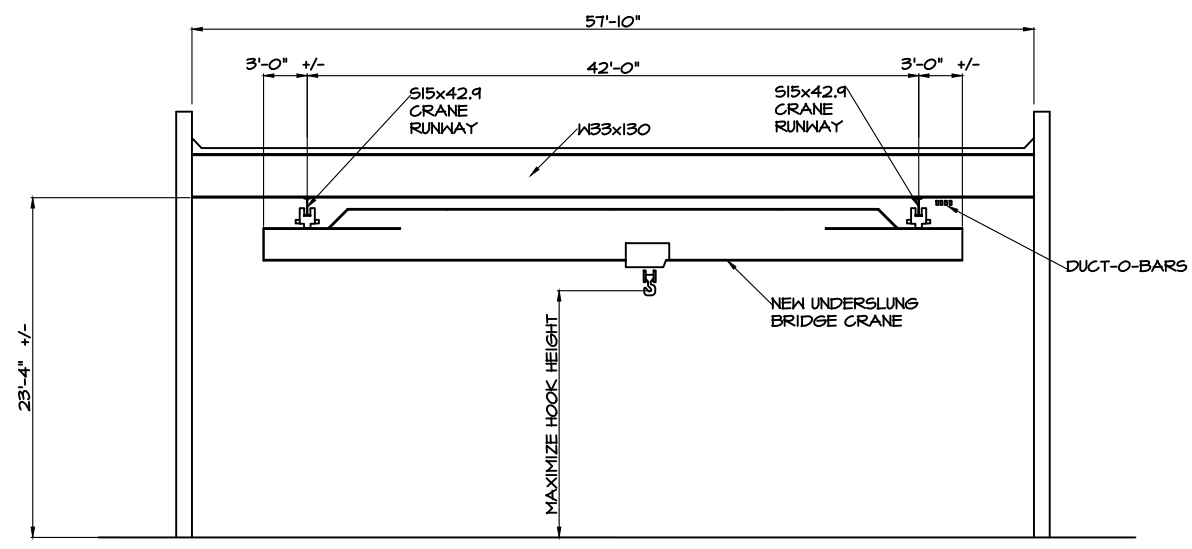 57'-10"
3'-0" +/-
42'-0"
3'-0" +/-
S15x42.9
CRANE
RUNWAY
S15x42.9
CRANE
RUNWAY
W33x130
DUCT-O-BARS
NEW UNDERSLUNG
BRIDGE CRANE
MAXIMIZE HOOK HEIGHT
23'-4" +/-